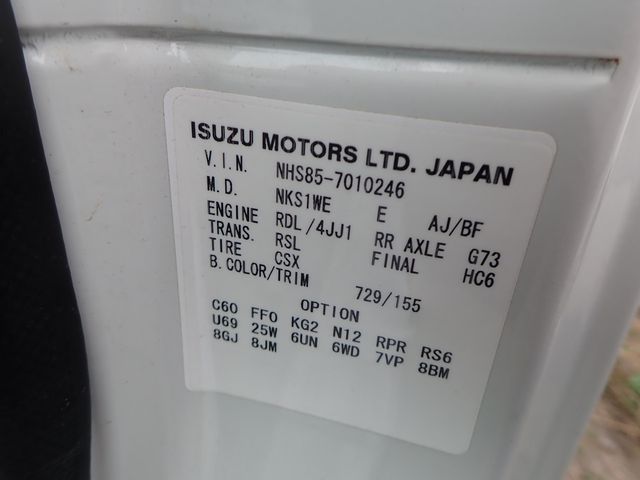 ISUZU MOTORS LTD. JAPAN
V.I.N. NHS85-7010246
M.D. NKS1WE E AJ/BF
ENGINE RDL/4JJ1 RR AXLE G73
TRANS. RSL FINAL HC6
TIRE CSX
B.COLOR/TRIM 729/155
OPTION
C60 FF0 KG2 N12 RPR RS6
U69 25W 6UN 6WD 7VP 8BM
8GJ 8JM